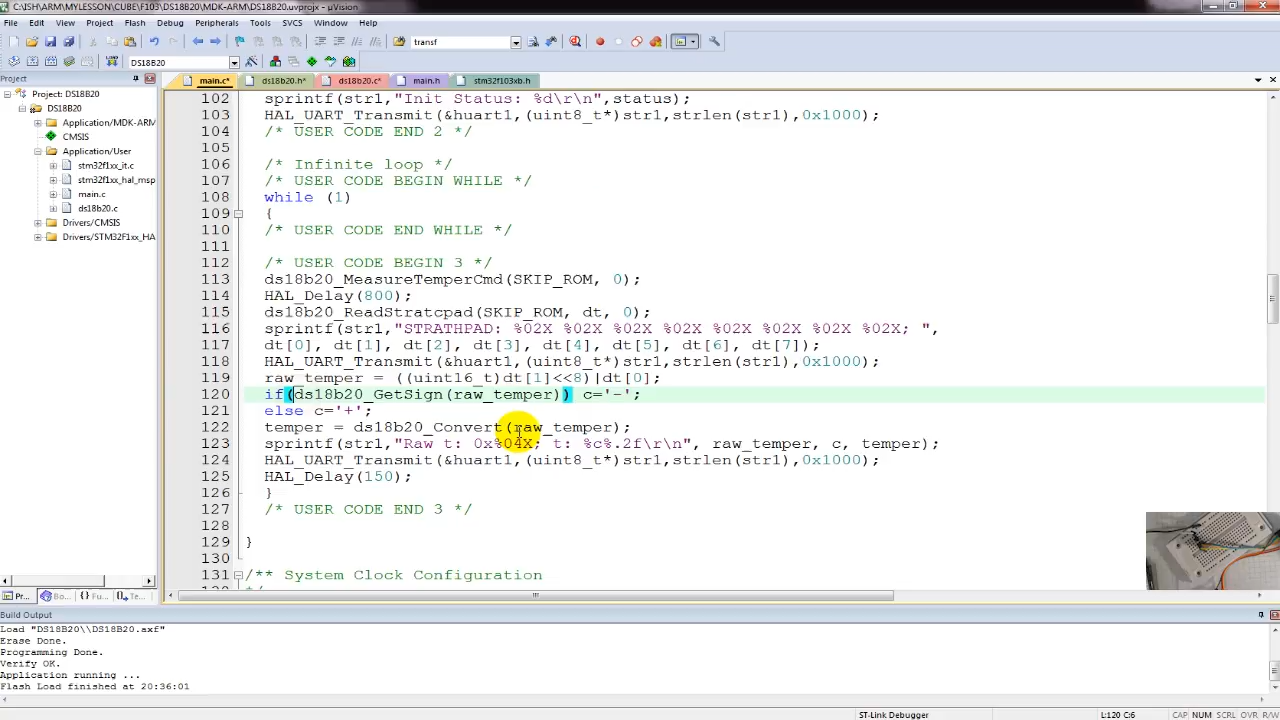 C:\ISH\ARM\MYLESSON\CUBE\F103\DS18B20\MDK-ARM\DS18B20.uvprojx - µVision
File Edit View Project Flash Debug Peripherals Tools SVCS Window Help
transf
DS18B20
Project
main.c* ds18b20.h* ds18b20.c* main.h stm32f103xb.h
Project: DS18B20
DS18B20
Application/MDK-ARM
CMSIS
Application/User
stm32f1xx_it.c
stm32f1xx_hal_msp
main.c
ds18b20.c
Drivers/CMSIS
Drivers/STM32F1xx_HA
102 sprintf(str1,"Init Status: %d\r\n",status);
103 HAL_UART_Transmit(&huart1,(uint8_t*)str1,strlen(str1),0x1000);
104 /* USER CODE END 2 */
105
106 /* Infinite loop */
107 /* USER CODE BEGIN WHILE */
108 while (1)
109 {
110 /* USER CODE END WHILE */
111
112 /* USER CODE BEGIN 3 */
113 ds18b20_MeasureTemperCmd(SKIP_ROM, 0);
114 HAL_Delay(800);
115 ds18b20_ReadStratcpad(SKIP_ROM, dt, 0);
116 sprintf(str1,"STRATHPAD: %02X %02X %02X %02X %02X %02X %02X %02X; ",
117 dt[0], dt[1], dt[2], dt[3], dt[4], dt[5], dt[6], dt[7]);
118 HAL_UART_Transmit(&huart1,(uint8_t*)str1,strlen(str1),0x1000);
119 raw_temper = ((uint16_t)dt[1]<<8)|dt[0];
120 if(ds18b20_GetSign(raw_temper)) c='-';
121 else c='+';
122 temper = ds18b20_Convert(raw_temper);
123 sprintf(str1,"Raw t: 0x%04X; t: %c%.2f\r\n", raw_temper, c, temper);
124 HAL_UART_Transmit(&huart1,(uint8_t*)str1,strlen(str1),0x1000);
125 HAL_Delay(150);
126 }
127 /* USER CODE END 3 */
128
129 }
130
131 /** System Clock Configuration
*/
Pr... Bo... {} Fu... Te...
Build Output
Load "DS18B20\\DS18B20.axf"
Erase Done.
Programming Done.
Verify OK.
Application running ...
Flash Load finished at 20:36:01
ST-Link Debugger L:120 C:6 CAP NUM SCRL OVR R/W